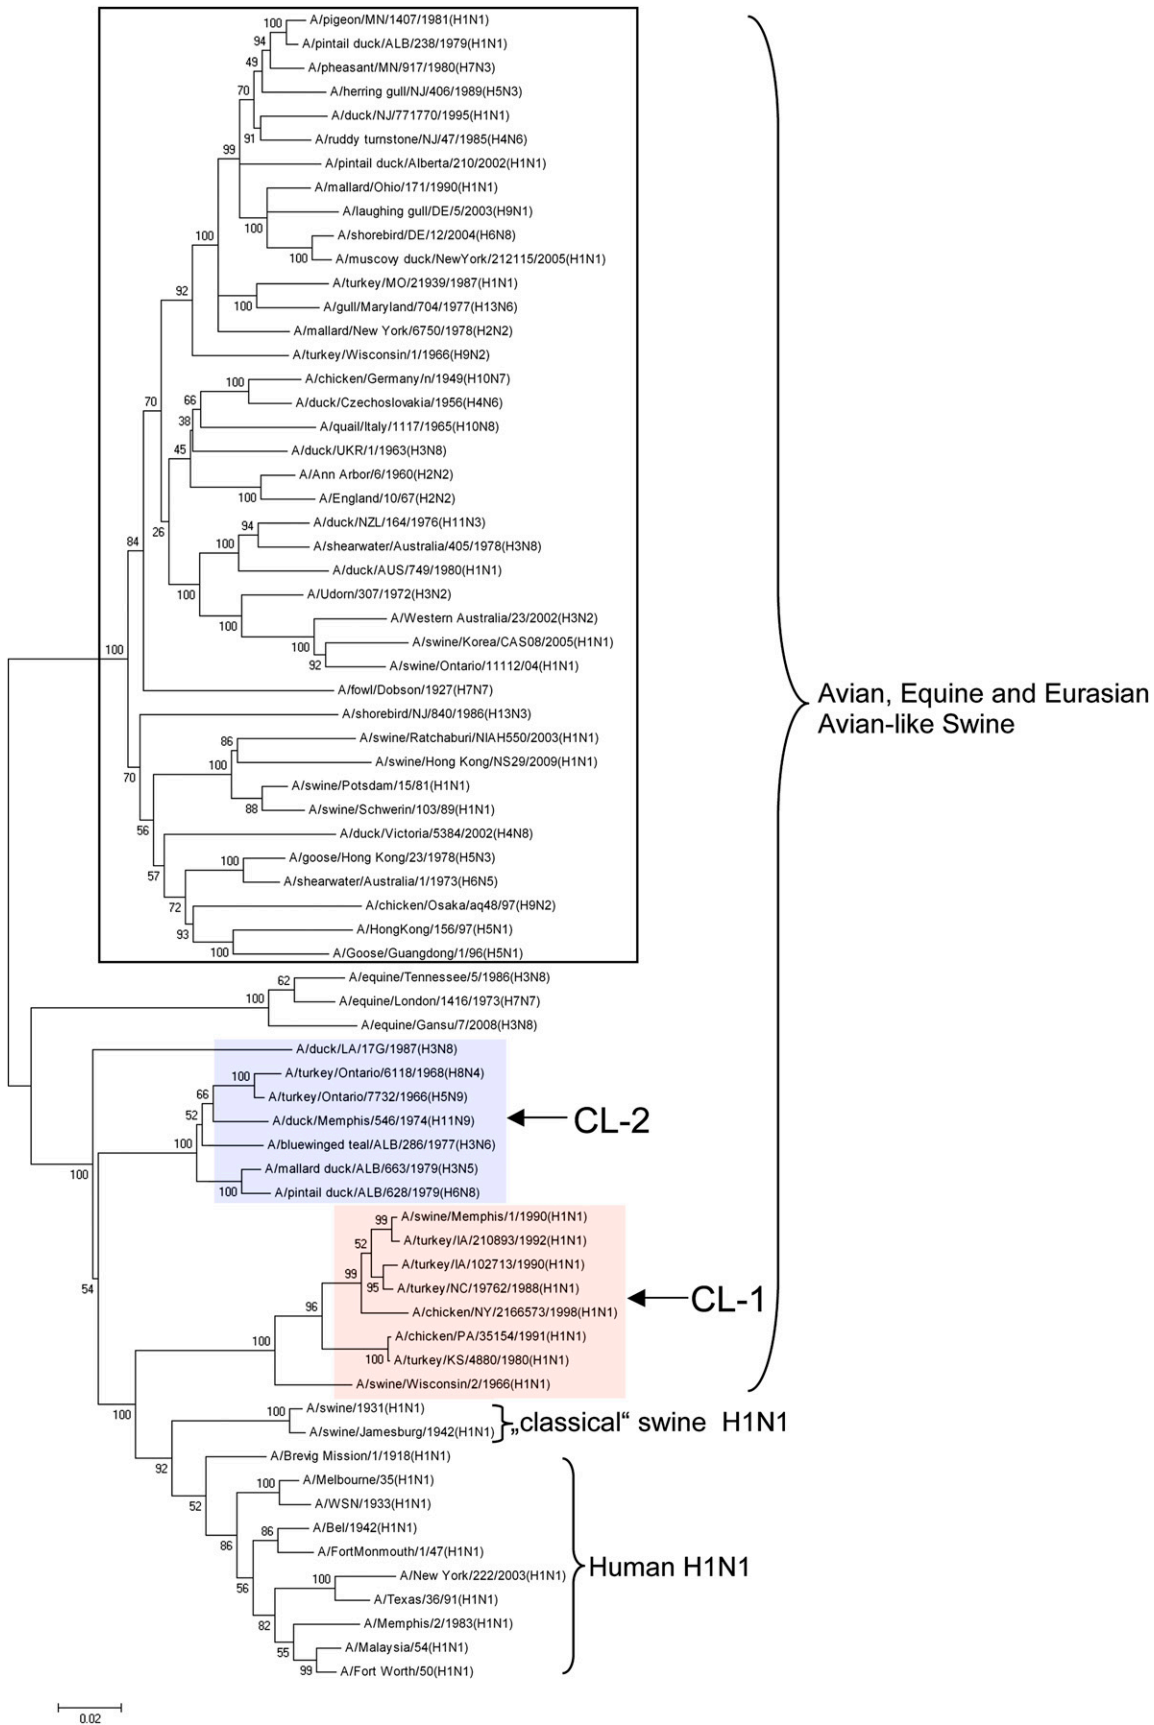 100
A/pigeon/MN/1407/1981(H1N1)
94
A/pintail duck/ALB/238/1979(H1N1)
49
A/pheasant/MN/917/1980(H7N3)
70
A/herring gull/NJ/406/1989(H5N3)
A/duck/NJ/771770/1995(H1N1)
91
A/ruddy turnstone/NJ/47/1985(H4N6)
99
A/pintail duck/Alberta/210/2002(H1N1)
A/mallard/Ohio/171/1990(H1N1)
A/laughing gull/DE/5/2003(H9N1)
100
A/shorebird/DE/12/2004(H6N8)
100
100
A/muscovy duck/NewYork/212115/2005(H1N1)
A/turkey/MO/21939/1987(H1N1)
92
100
A/gull/Maryland/704/1977(H13N6)
A/mallard/New York/6750/1978(H2N2)
A/turkey/Wisconsin/1/1966(H9N2)
100
A/chicken/Germany/n/1949(H10N7)
70
66
A/duck/Czechoslovakia/1956(H4N6)
38
A/quail/Italy/1117/1965(H10N8)
45
A/duck/UKR/1/1963(H3N8)
A/Ann Arbor/6/1960(H2N2)
100
A/England/10/67(H2N2)
94
A/duck/NZL/164/1976(H11N3)
26
84
100
A/shearwater/Australia/405/1978(H3N8)
A/duck/AUS/749/1980(H1N1)
100
A/Udorn/307/1972(H3N2)
100
A/Western Australia/23/2002(H3N2)
100
A/swine/Korea/CAS08/2005(H1N1)
100
92
A/swine/Ontario/11112/04(H1N1)
A/fowl/Dobson/1927(H7N7)
A/shorebird/NJ/840/1986(H13N3)
86
A/swine/Ratchaburi/NIAH550/2003(H1N1)
70
100
A/swine/Hong Kong/NS29/2009(H1N1)
A/swine/Potsdam/15/81(H1N1)
88
A/swine/Schwerin/103/89(H1N1)
56
A/duck/Victoria/5384/2002(H4N8)
100
A/goose/Hong Kong/23/1978(H5N3)
57
A/shearwater/Australia/1/1973(H6N5)
72
A/chicken/Osaka/aq48/97(H9N2)
93
A/HongKong/156/97(H5N1)
100
A/Goose/Guangdong/1/96(H5N1)
Avian, Equine and Eurasian
Avian-like Swine
62
A/equine/Tennessee/5/1986(H3N8)
100
A/equine/London/1416/1973(H7N7)
A/equine/Gansu/7/2008(H3N8)
A/duck/LA/17G/1987(H3N8)
100
A/turkey/Ontario/6118/1968(H8N4)
66
A/turkey/Ontario/7732/1966(H5N9)
52
A/duck/Memphis/546/1974(H11N9)
100
A/bluewinged teal/ALB/286/1977(H3N6)
100
A/mallard duck/ALB/663/1979(H3N5)
100
A/pintail duck/ALB/628/1979(H6N8)
CL-2
99
A/swine/Memphis/1/1990(H1N1)
52
A/turkey/IA/210893/1992(H1N1)
99
A/turkey/IA/102713/1990(H1N1)
54
95
A/turkey/NC/19762/1988(H1N1)
96
A/chicken/NY/2166573/1998(H1N1)
100
A/chicken/PA/35154/1991(H1N1)
100
A/turkey/KS/4880/1980(H1N1)
A/swine/Wisconsin/2/1966(H1N1)
CL-1
100
100
A/swine/1931(H1N1)
A/swine/Jamesburg/1942(H1N1)
„classical“ swine H1N1
92
A/Brevig Mission/1/1918(H1N1)
52
100
A/Melbourne/35(H1N1)
A/WSN/1933(H1N1)
86
86
A/Bel/1942(H1N1)
A/FortMonmouth/1/47(H1N1)
56
100
A/New York/222/2003(H1N1)
A/Texas/36/91(H1N1)
82
A/Memphis/2/1983(H1N1)
55
A/Malaysia/54(H1N1)
99
A/Fort Worth/50(H1N1)
Human H1N1
0.02